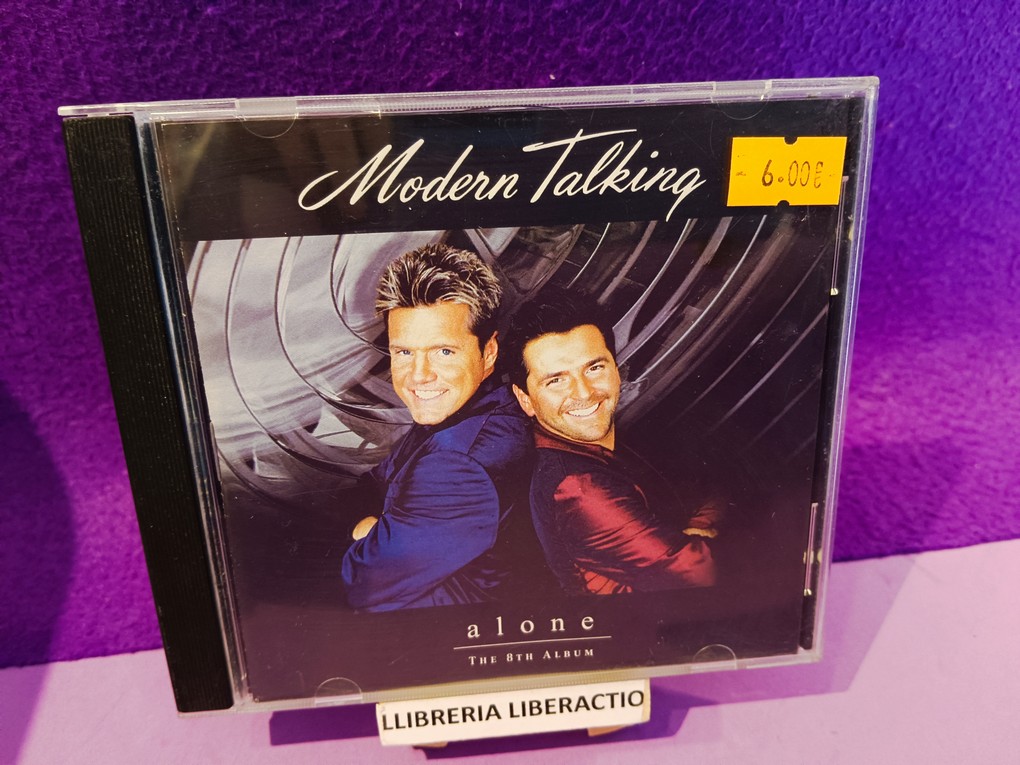 Modern Talking
6.00€
alone
THE 8TH ALBUM
LLIBRERIA LIBERACTIO